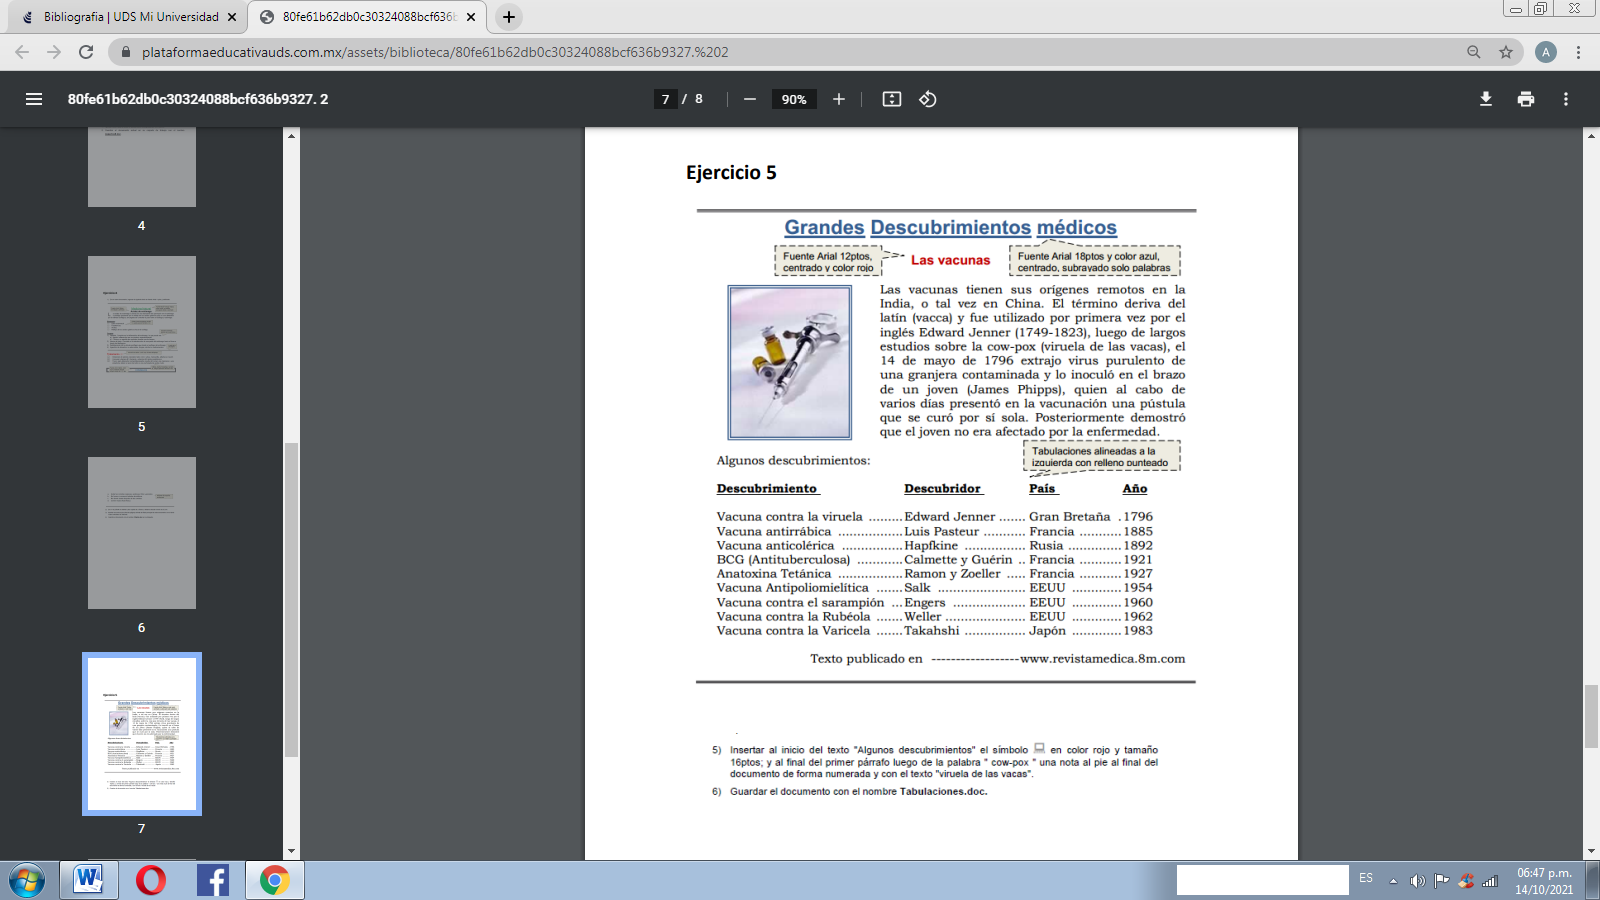 Bibliografia | UDS Mi Universidad
80fe61b62db0c30324088bcf636b
plataformaeducativauds.com.mx/assets/biblioteca/80fe61b62db0c30324088bcf636b9327.%202
A
80fe61b62db0c30324088bcf636b9327. 2
7 / 8
90%
4
5
6
7
Ejercicio 5
Grandes Descubrimientos médicos
Fuente Arial 12ptos,
centrado y color rojo
Las vacunas
Fuente Arial 18ptos y color azul,
centrado, subrayado solo palabras
Las vacunas tienen sus orígenes remotos en la
India, o tal vez en China. El término deriva del
latín (vacca) y fue utilizado por primera vez por el
inglés Edward Jenner (1749-1823), luego de largos
estudios sobre la cow-pox (viruela de las vacas), el
14 de mayo de 1796 extrajo virus purulento de
una granjera contaminada y lo inoculó en el brazo
de un joven (James Phipps), quien al cabo de
varios días presentó en la vacunación una pústula
que se curó por sí sola. Posteriormente demostró
que el joven no era afectado por la enfermedad.
Tabulaciones alineadas a la
izquierda con relleno punteado
Algunos descubrimientos:
Descubrimiento Descubridor País Año
Vacuna contra la viruela ........ Edward Jenner ....... Gran Bretaña . 1796
Vacuna antirrábica ................ Luis Pasteur .......... Francia .......... 1885
Vacuna anticolérica ............... Hapfkine ............... Rusia ............. 1892
BCG (Antituberculosa) ........... Calmette y Guérin .. Francia .......... 1921
Anatoxina Tetánica ................ Ramon y Zoeller ..... Francia .......... 1927
Vacuna Antipoliomielítica ....... Salk ...................... EEUU ............ 1954
Vacuna contra el sarampión ... Engers .................. EEUU ............ 1960
Vacuna contra la Rubéola ....... Weller .................... EEUU ............ 1962
Vacuna contra la Varicela ....... Takahshi ............... Japón ............ 1983
Texto publicado en ------------------www.revistamedica.8m.com
5) Insertar al inicio del texto "Algunos descubrimientos" el símbolo en color rojo y tamaño
16ptos; y al final del primer párrafo luego de la palabra " cow-pox " una nota al pie al final del
documento de forma numerada y con el texto "viruela de las vacas".
6) Guardar el documento con el nombre Tabulaciones.doc.
ES
06:47 p.m.
14/10/2021